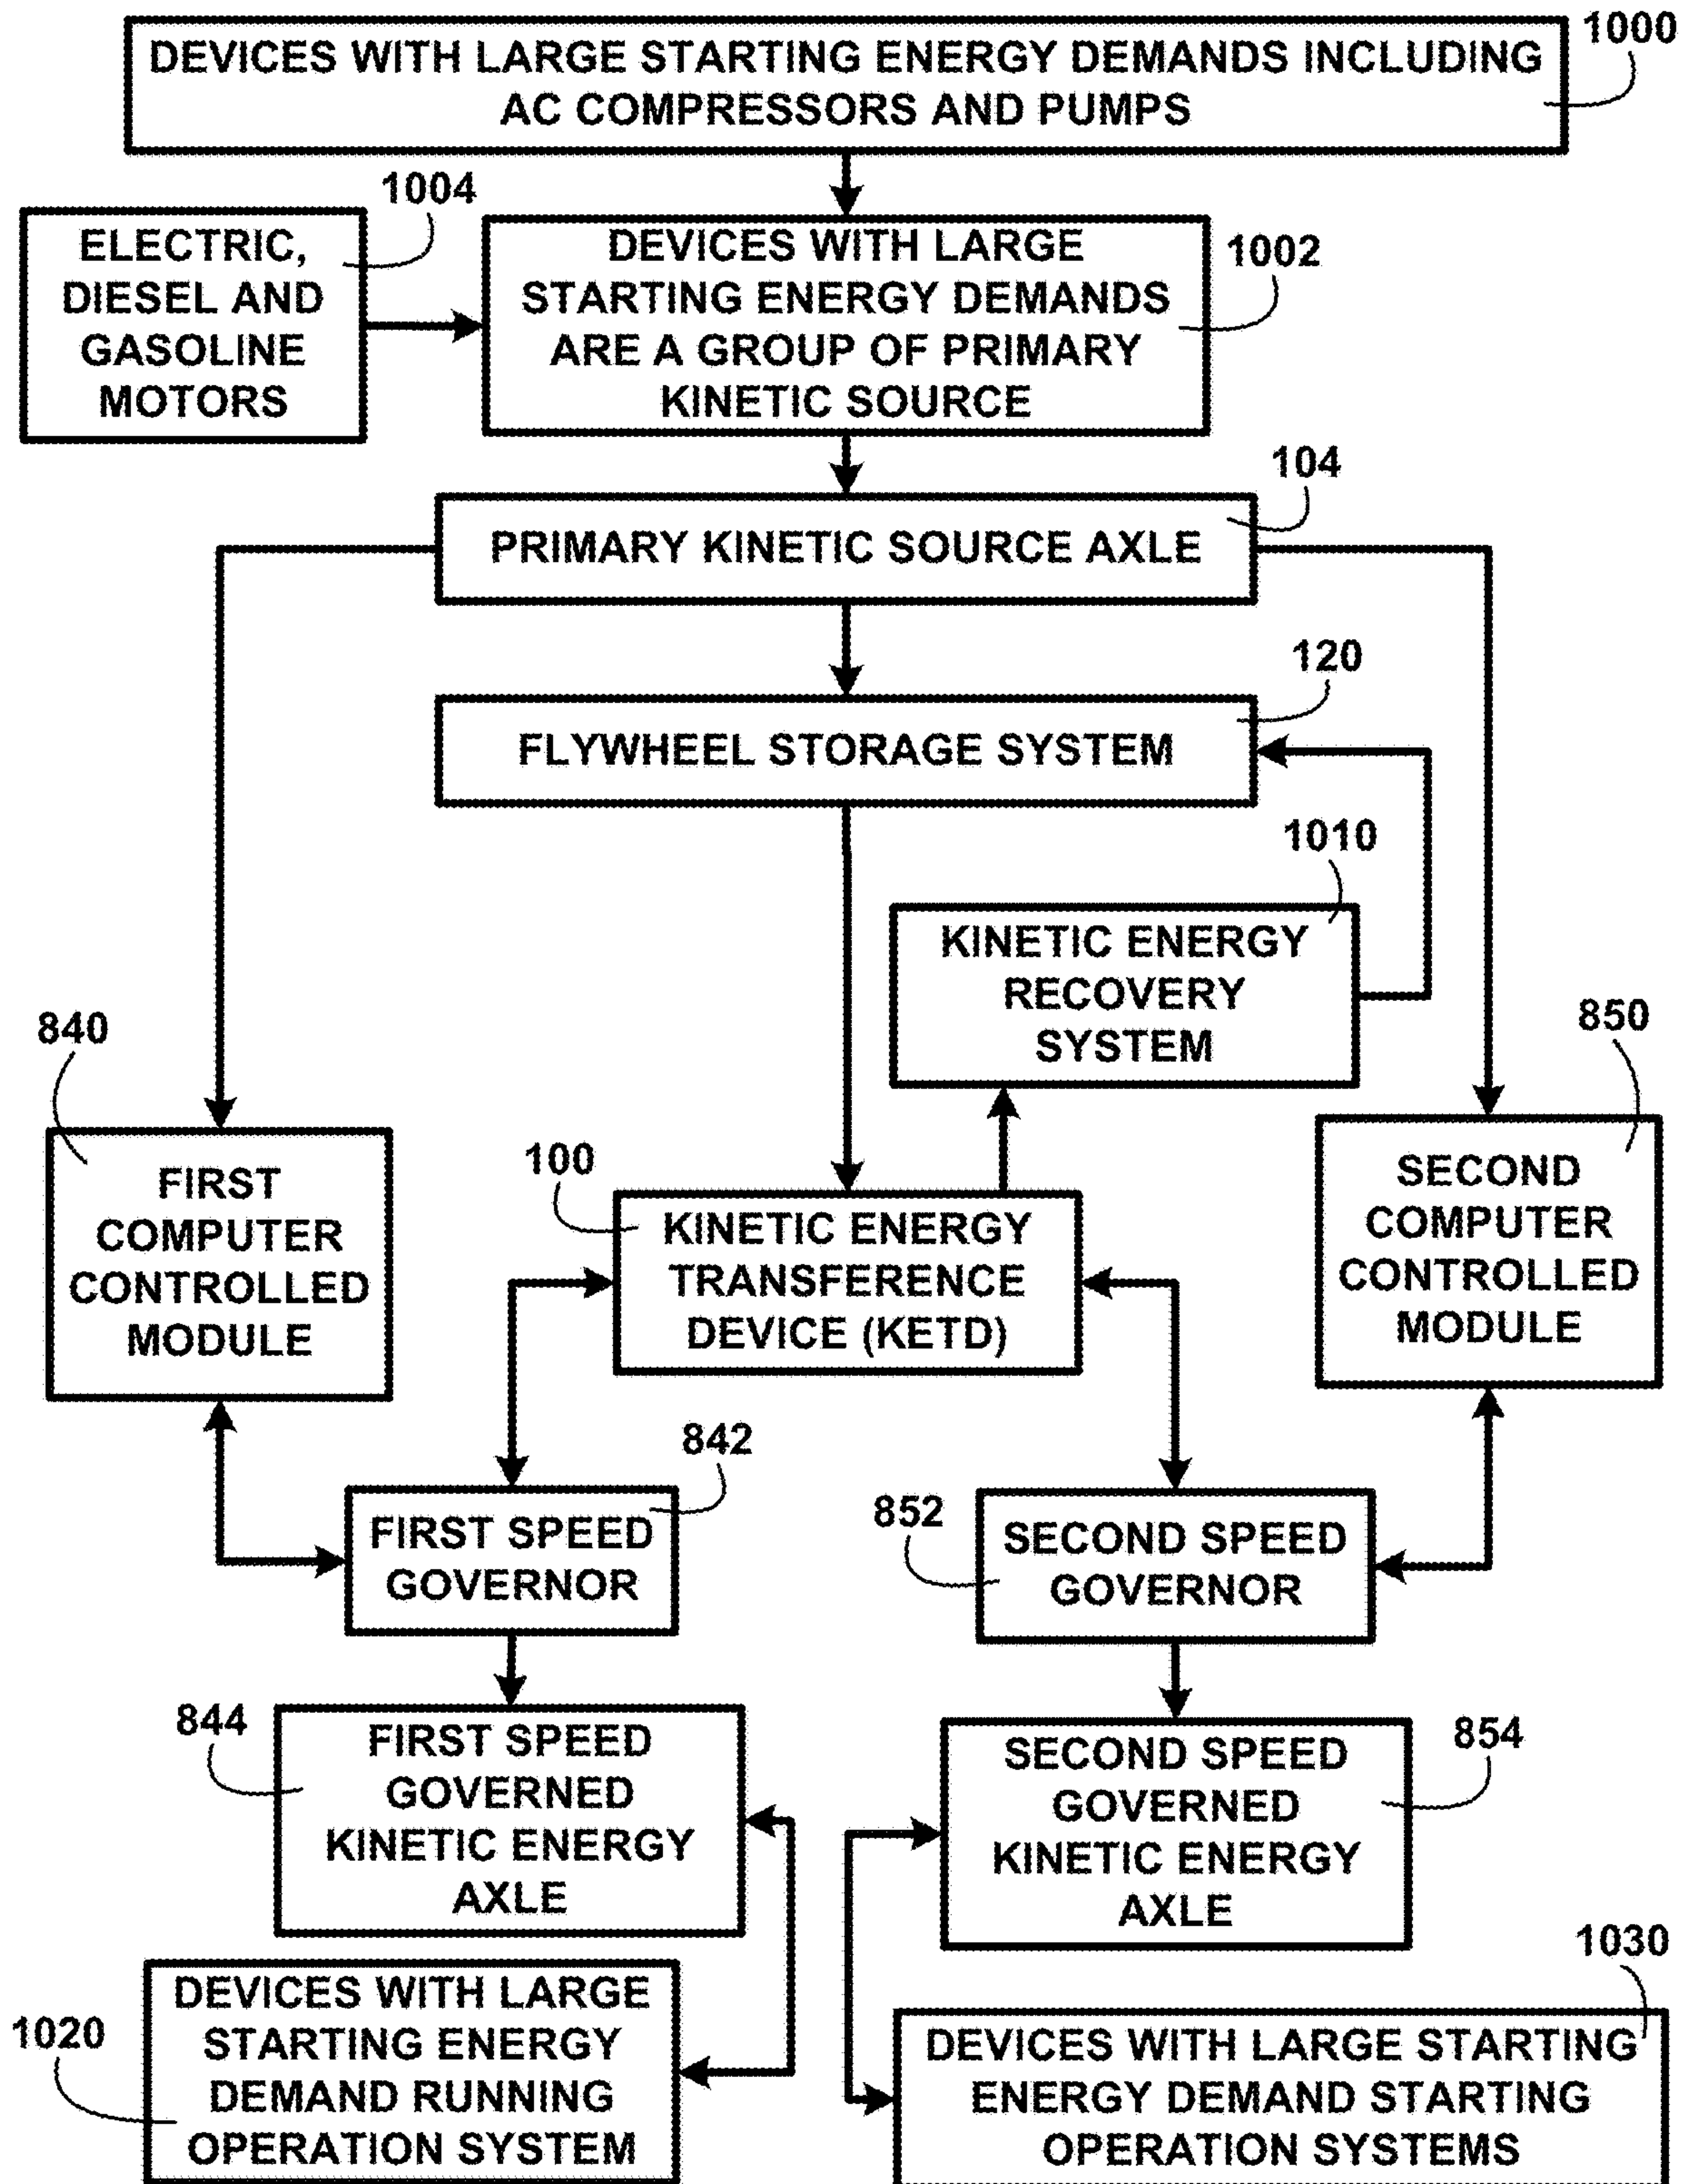 1000
DEVICES WITH LARGE STARTING ENERGY DEMANDS INCLUDING
AC COMPRESSORS AND PUMPS
1004
ELECTRIC,
DIESEL AND
GASOLINE
MOTORS
1002
DEVICES WITH LARGE
STARTING ENERGY DEMANDS
ARE A GROUP OF PRIMARY
KINETIC SOURCE
104
PRIMARY KINETIC SOURCE AXLE
120
FLYWHEEL STORAGE SYSTEM
1010
KINETIC ENERGY
RECOVERY
SYSTEM
840
FIRST
COMPUTER
CONTROLLED
MODULE
100
KINETIC ENERGY
TRANSFERENCE
DEVICE (KETD)
850
SECOND
COMPUTER
CONTROLLED
MODULE
842
FIRST SPEED
GOVERNOR
852
SECOND SPEED
GOVERNOR
844
FIRST SPEED
GOVERNED
KINETIC ENERGY
AXLE
854
SECOND SPEED
GOVERNED
KINETIC ENERGY
AXLE
1020
DEVICES WITH LARGE
STARTING ENERGY
DEMAND RUNNING
OPERATION SYSTEM
1030
DEVICES WITH LARGE STARTING
ENERGY DEMAND STARTING
OPERATION SYSTEMS